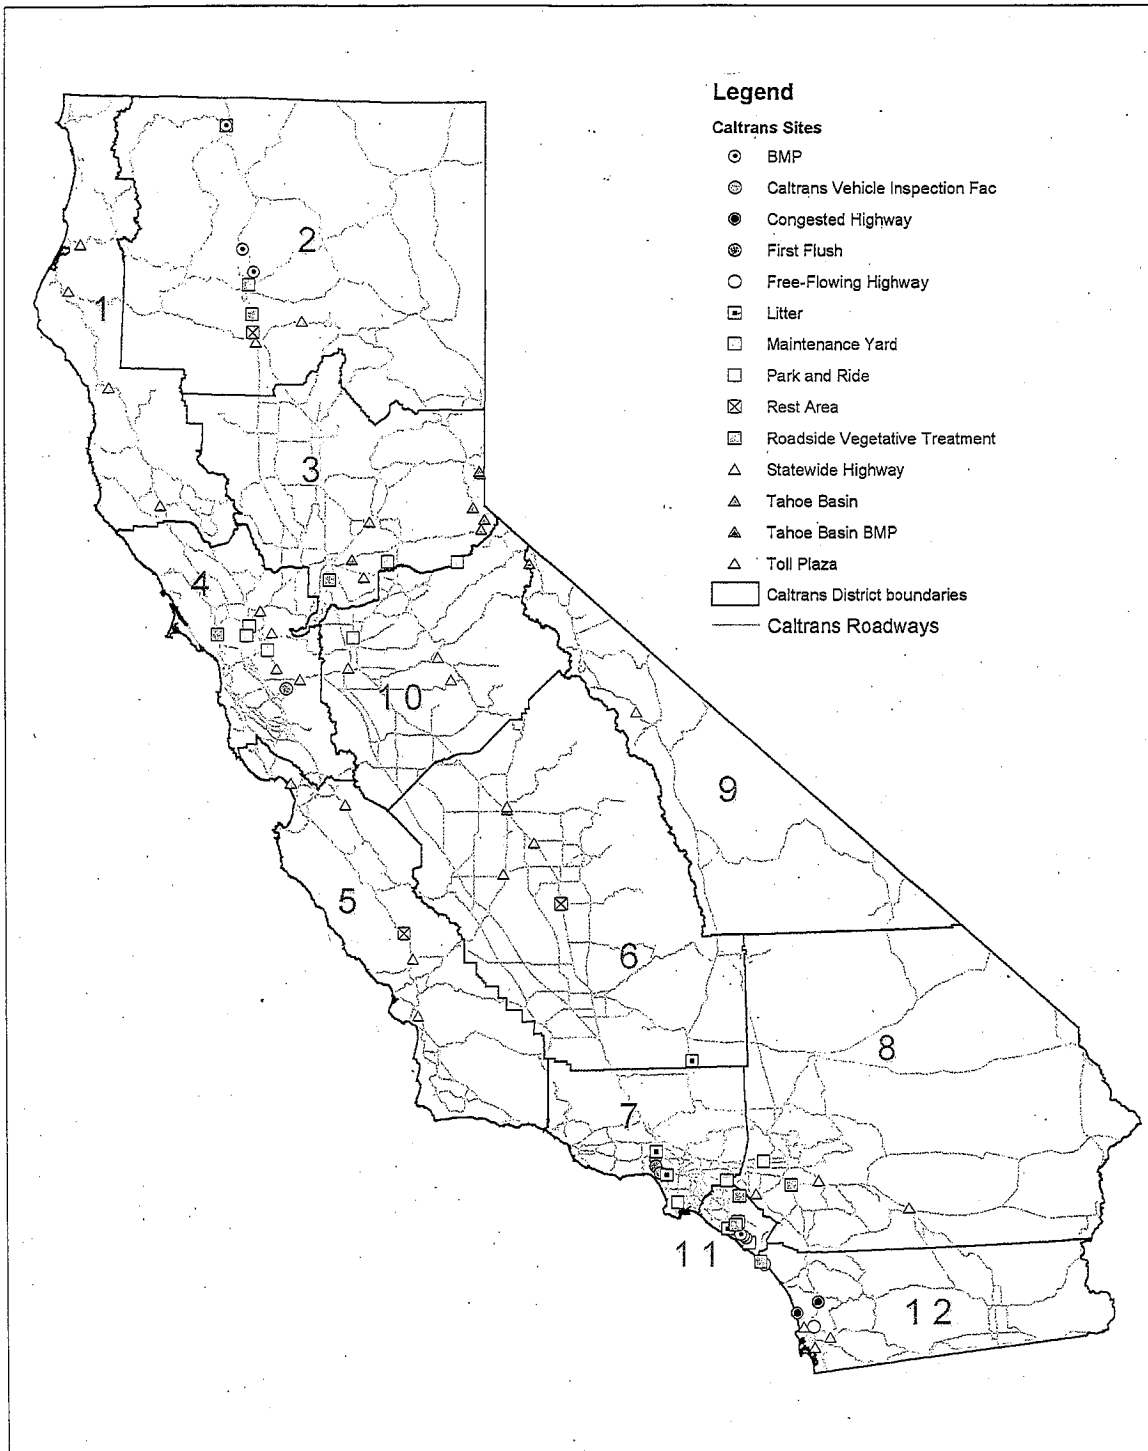 Legend
Caltrans Sites
BMP
Caltrans Vehicle Inspection Fac
Congested Highway
First Flush
Free-Flowing Highway
Litter
Maintenance Yard
Park and Ride
Rest Area
Roadside Vegetative Treatment
Statewide Highway
Tahoe Basin
Tahoe Basin BMP
Toll Plaza
Caltrans District boundaries
Caltrans Roadways
2
1
3
4
10
9
5
6
8
7
11
12